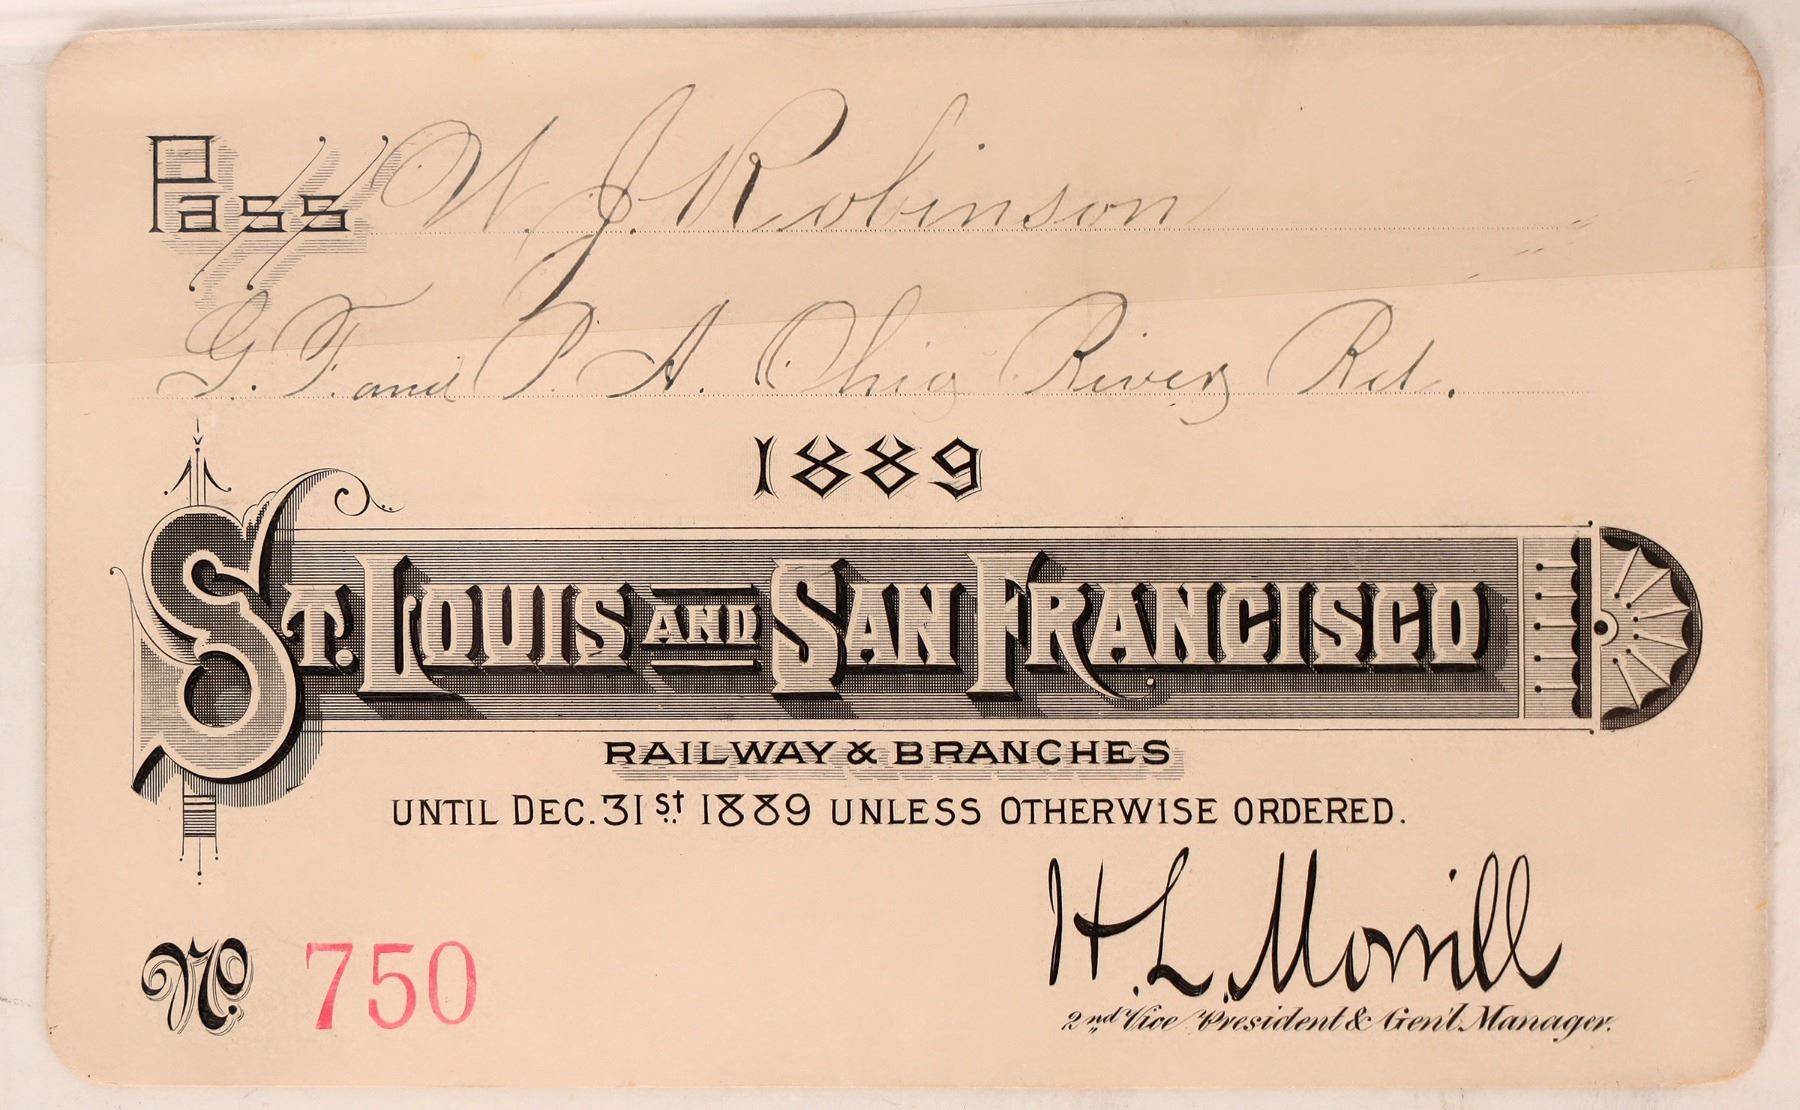 Pass W. J. Robinson
G. F. and P. A. Ohio River Rd.
1889
ST. LOUIS AND SAN FRANCISCO
RAILWAY & BRANCHES
UNTIL DEC. 31st 1889 UNLESS OTHERWISE ORDERED.
H. L. Morrill
2nd Vice President & Gen'l Manager.
No. 750